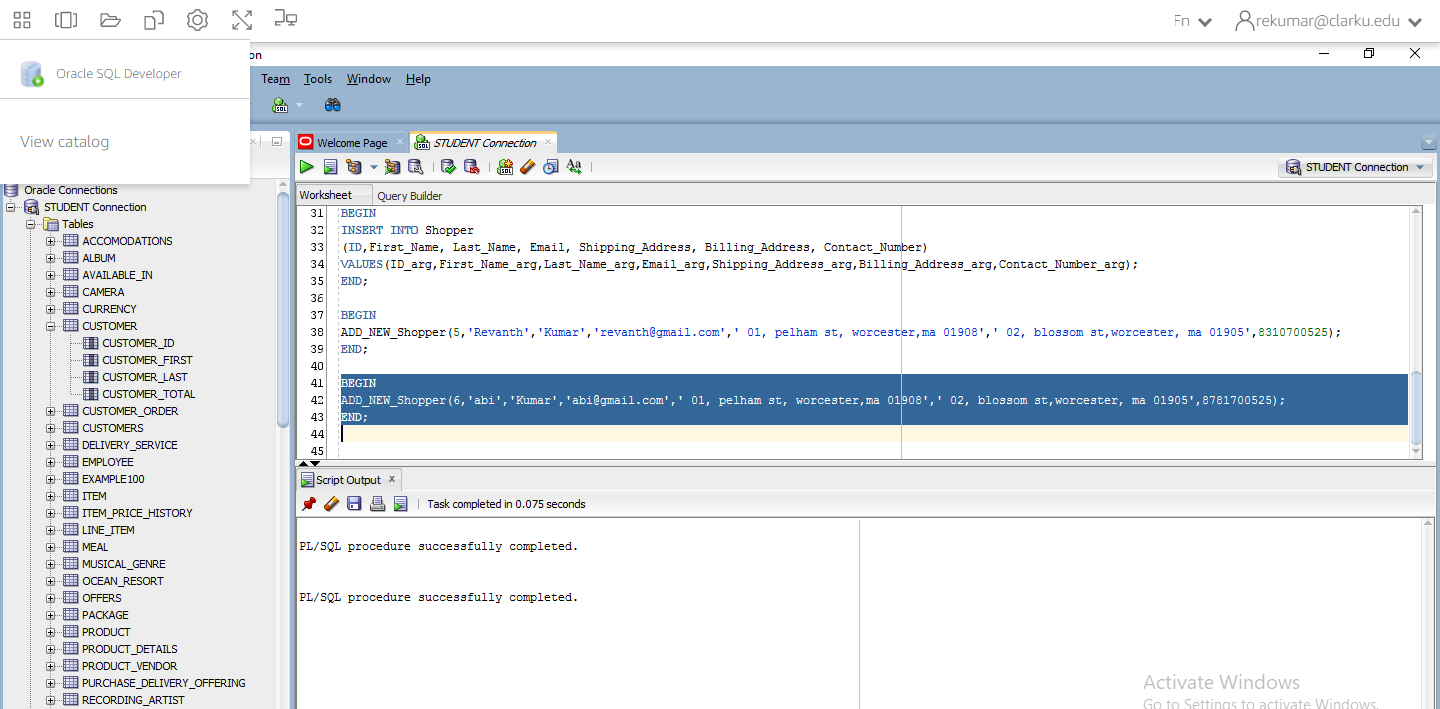 Fn
rekumar@clarku.edu
on
Oracle SQL Developer
View catalog
Team Tools Window Help
Welcome Page
STUDENT Connection
STUDENT Connection
Worksheet Query Builder
Oracle Connections
STUDENT Connection
Tables
ACCOMODATIONS
ALBUM
AVAILABLE_IN
CAMERA
CURRENCY
CUSTOMER
CUSTOMER_ID
CUSTOMER_FIRST
CUSTOMER_LAST
CUSTOMER_TOTAL
CUSTOMER_ORDER
CUSTOMERS
DELIVERY_SERVICE
EMPLOYEE
EXAMPLE100
ITEM
ITEM_PRICE_HISTORY
LINE_ITEM
MEAL
MUSICAL_GENRE
OCEAN_RESORT
OFFERS
PACKAGE
PRODUCT
PRODUCT_DETAILS
PRODUCT_VENDOR
PURCHASE_DELIVERY_OFFERING
RECORDING_ARTIST
31 BEGIN
32 INSERT INTO Shopper
33 (ID,First_Name, Last_Name, Email, Shipping_Address, Billing_Address, Contact_Number)
34 VALUES(ID_arg,First_Name_arg,Last_Name_arg,Email_arg,Shipping_Address_arg,Billing_Address_arg,Contact_Number_arg);
35 END;
36
37 BEGIN
38 ADD_NEW_Shopper(5,'Revanth','Kumar','revanth@gmail.com',' 01, pelham st, worcester,ma 01908',' 02, blossom st,worcester, ma 01905',8310700525);
39 END;
40
41 BEGIN
42 ADD_NEW_Shopper(6,'abi','Kumar','abi@gmail.com',' 01, pelham st, worcester,ma 01908',' 02, blossom st,worcester, ma 01905',8781700525);
43 END;
44
45
Script Output
Task completed in 0.075 seconds
PL/SQL procedure successfully completed.
PL/SQL procedure successfully completed.
Activate Windows
Go to Settings to activate Windows.